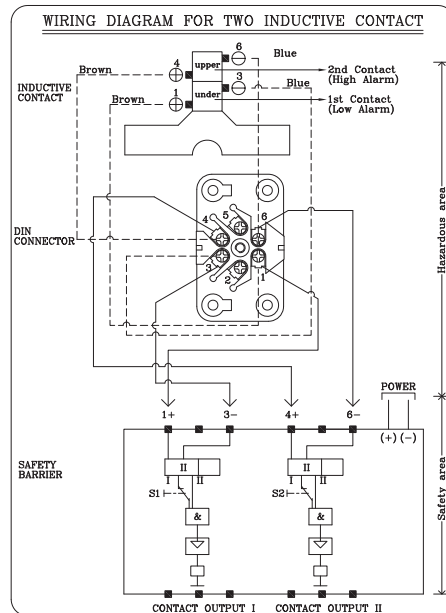 WIRING DIAGRAM FOR TWO INDUCTIVE CONTACT
4
6
Blue
Brown
upper
2nd Contact
(High Alarm)
3
Blue
INDUCTIVE
CONTACT
Brown
1
under
1st Contact
(Low Alarm)
Hazardous area
DIN
CONNECTOR
4
5
6
3
2
1
POWER
1+
3-
4+
6-
(+)
(-)
SAFETY
BARRIER
II
I
II
S1
&
II
I
II
S2
&
Safety area
CONTACT OUTPUT I
CONTACT OUTPUT II